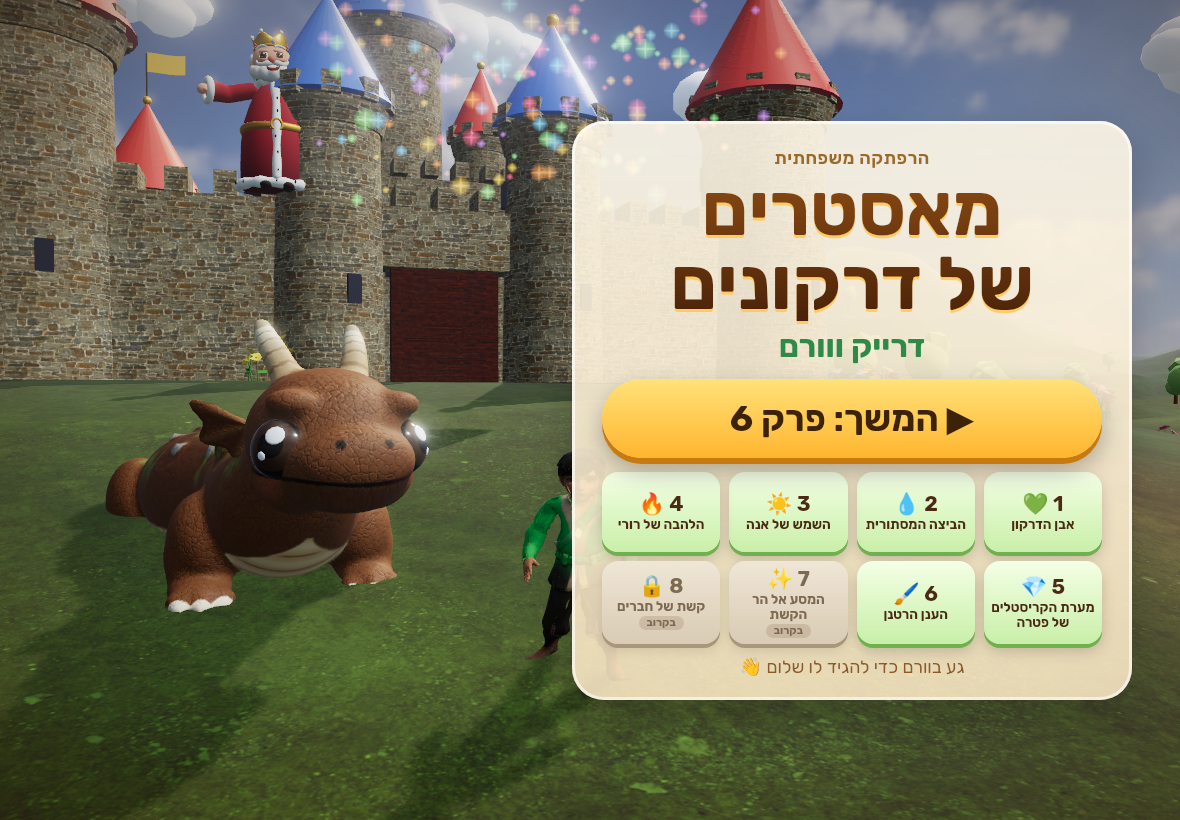 הרפתקה משפחתית
מאסטרים
של דרקונים
דרייק וורם
▶ המשך: פרק 6
1 💚
אבן הדרקון
2 💧
הביצה המסתורית
3 ☀️
השמש של אנה
4 🔥
הלהבה של רורי
5 💎
מערת הקריסטלים
של פטרה
6 🖌️
הענן הרטנן
7 ✨
המסע אל הר
הקשת
בקרוב
8 🔒
קשת של חברים
בקרוב
גע בוורם כדי להגיד לו שלום 👋